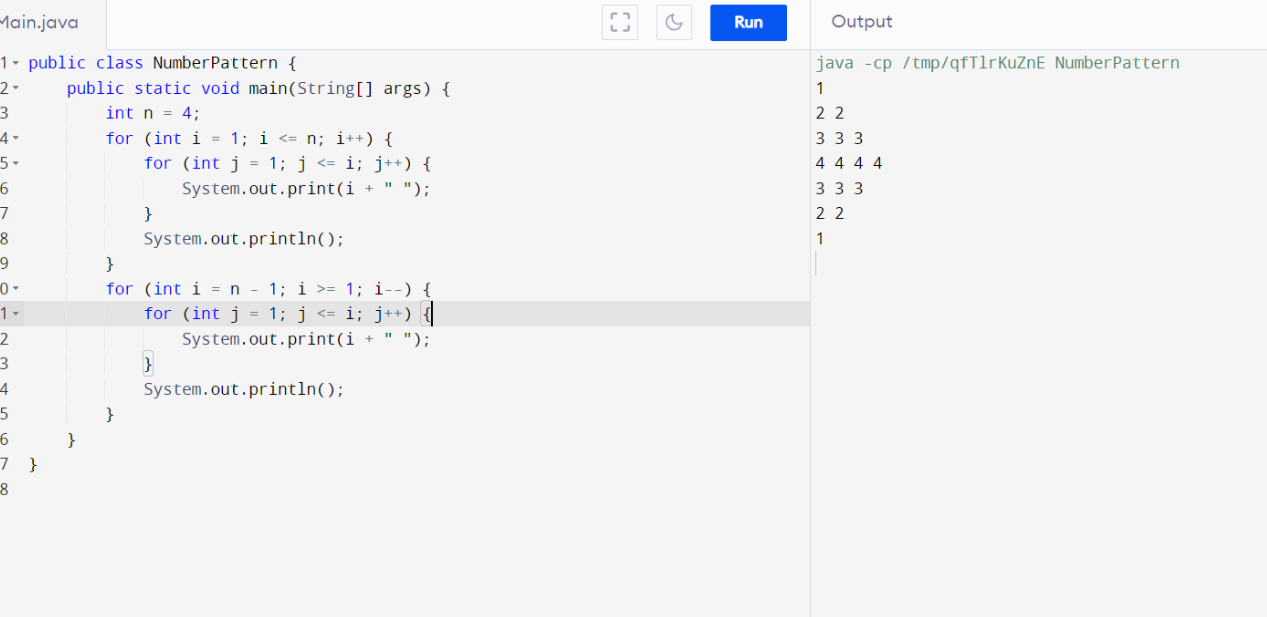 Main.java
Run
Output
1 public class NumberPattern {
2     public static void main(String[] args) {
3         int n = 4;
4         for (int i = 1; i <= n; i++) {
5             for (int j = 1; j <= i; j++) {
6                 System.out.print(i + " ");
7             }
8             System.out.println();
9         }
0         for (int i = n - 1; i >= 1; i--) {
1             for (int j = 1; j <= i; j++) {
2                 System.out.print(i + " ");
3             }
4             System.out.println();
5         }
6     }
7 }
8
java -cp /tmp/qfTlrKuZnE NumberPattern
1
2 2
3 3 3
4 4 4 4
3 3 3
2 2
1